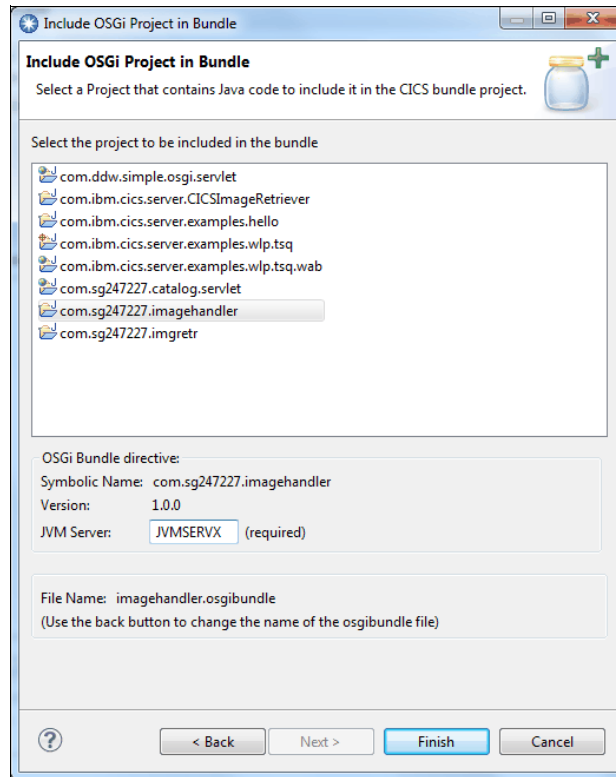 Include OSGi Project in Bundle
Include OSGi Project in Bundle
Select a Project that contains Java code to include it in the CICS bundle project.
Select the project to be included in the bundle
com.ddw.simple.osgi.servlet
com.ibm.cics.server.CICSImageRetriever
com.ibm.cics.server.examples.hello
com.ibm.cics.server.examples.wlp.tsq
com.ibm.cics.server.examples.wlp.tsq.wab
com.sg247227.catalog.servlet
com.sg247227.imagehandler
com.sg247227.imgretr
OSGi Bundle directive:
Symbolic Name: com.sg247227.imagehandler
Version: 1.0.0
JVM Server: JVMSERVX (required)
File Name: imagehandler.osgibundle
(Use the back button to change the name of the osgibundle file)
? < Back Next > Finish Cancel